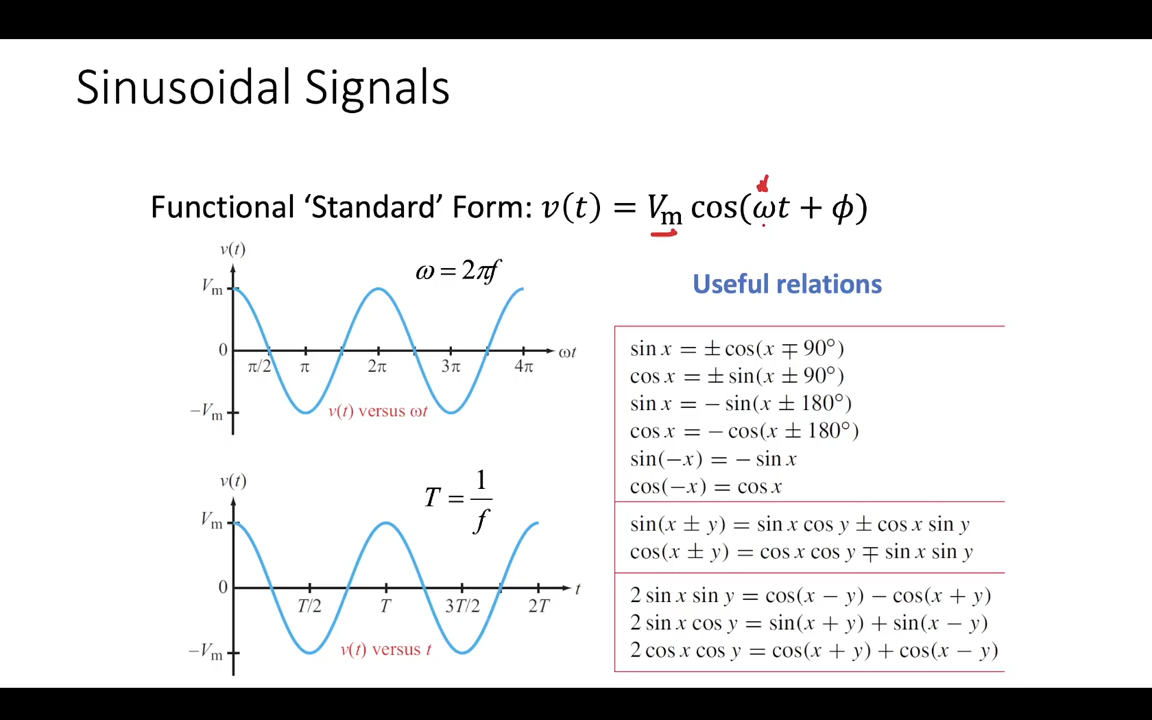 Sinusoidal Signals
Functional ‘Standard’ Form: v(t) = Vₘ cos(ωt + ϕ)
v(t)
ω = 2πf
Vₘ
0
π/2 π 2π 3π 4π ωt
−Vₘ
v(t) versus ωt
v(t)
T = 1/f
Vₘ
0
T/2 T 3T/2 2T t
−Vₘ
v(t) versus t
Useful relations
sin x = ± cos(x ∓ 90°)
cos x = ± sin(x ± 90°)
sin x = − sin(x ± 180°)
cos x = − cos(x ± 180°)
sin(−x) = − sin x
cos(−x) = cos x
sin(x ± y) = sin x cos y ± cos x sin y
cos(x ± y) = cos x cos y ∓ sin x sin y
2 sin x sin y = cos(x − y) − cos(x + y)
2 sin x cos y = sin(x + y) + sin(x − y)
2 cos x cos y = cos(x + y) + cos(x − y)